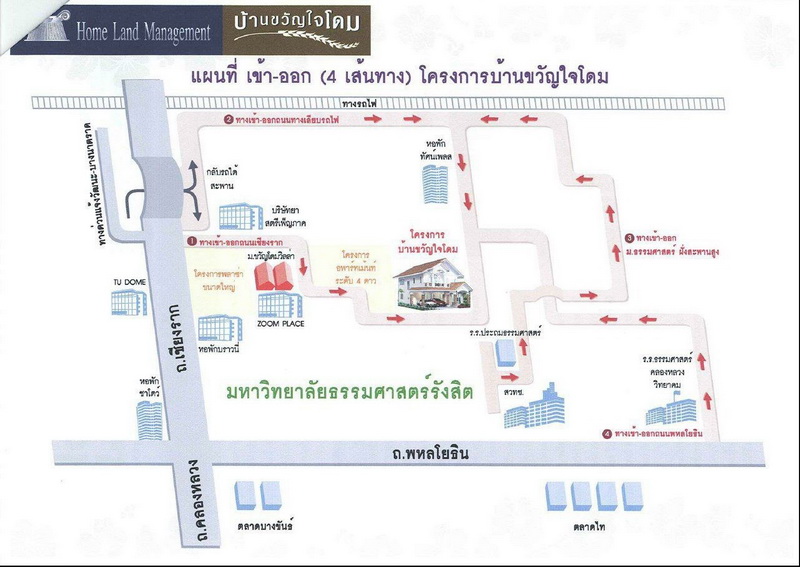 Home Land Management
บ้านขวัญใจโดม
แผนที่ เข้า-ออก (4 เส้นทาง) โครงการบ้านขวัญใจโดม
ทางรถไฟ
2 ทางเข้า-ออกถนนทางเลียบรถไฟ
ทางด่วนแจ้งวัฒนะ-บางนาตราด
กลับรถใต้
สะพาน
หอพัก
ทัศน์เพลส
บริษัทยา
สตรีเพ็ญภาค
1 ทางเข้า-ออกถนนเชียงราก
ม.ขวัญโดมวิลล่า
โครงการ
บ้านขวัญใจโดม
3 ทางเข้า-ออก
ม.ธรรมศาสตร์ ฝั่งสะพานสูง
โครงการพลาซ่า
ขนาดใหญ่
โครงการ
อพาร์ทเม้นท์
ระดับ 4 ดาว
TU DOME
ZOOM PLACE
หอพักบราวนี่
ถ.เชียงราก
ร.ร.ประถมธรรมศาสตร์
ร.ร.ธรรมศาสตร์
คลองหลวง
วิทยาคม
หอพัก
ชาโตว์
มหาวิทยาลัยธรรมศาสตร์รังสิต
สวทช.
4 ทางเข้า-ออกถนนพหลโยธิน
ถ.พหลโยธิน
ถ.คลองหลวง
ตลาดบางขันธ์
ตลาดไท